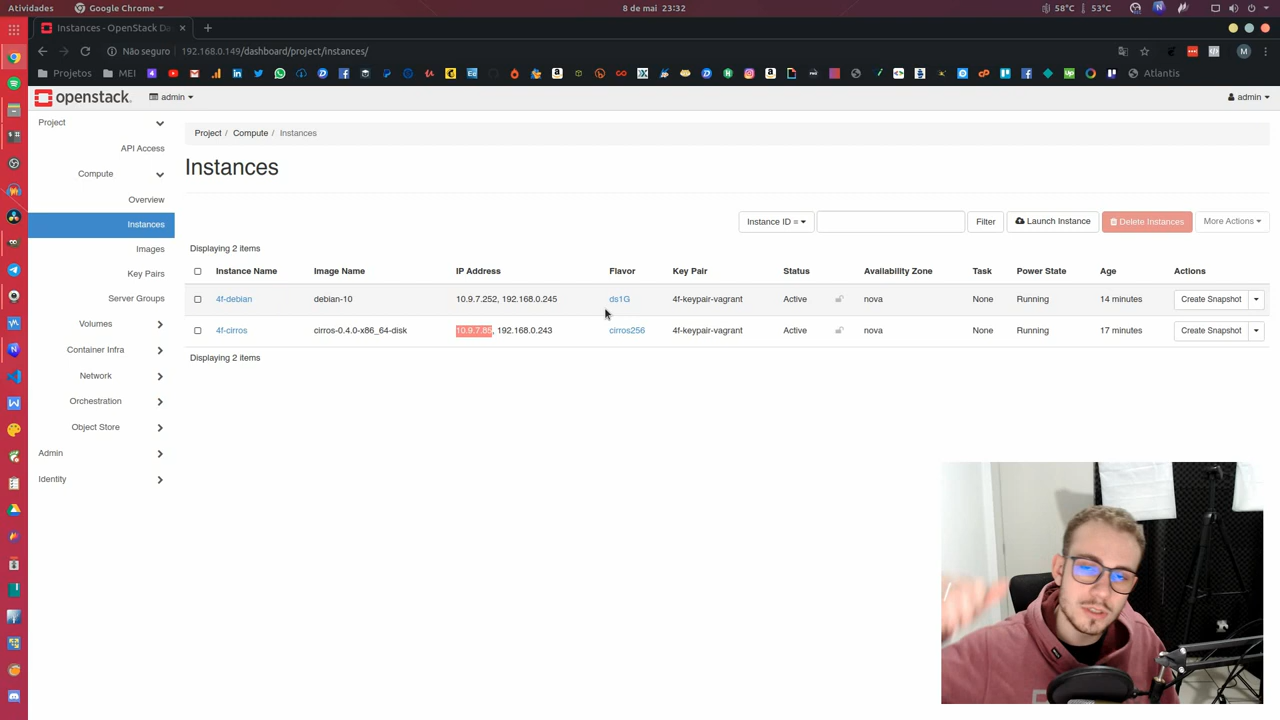 Atividades
Google Chrome
8 de mai 23:32
58°C
53°C
Instances - OpenStack Da
Não seguro
192.168.0.149/dashboard/project/instances/
M
Projetos
MEI
Atlantis
openstack.
admin
admin
Project
API Access
Compute
Overview
Instances
Images
Key Pairs
Server Groups
Volumes
Container Infra
Network
Orchestration
Object Store
Admin
Identity
Project / Compute / Instances
Instances
Instance ID =
Filter
Launch Instance
Delete Instances
More Actions
Displaying 2 items
Instance Name Image Name IP Address Flavor Key Pair Status Availability Zone Task Power State Age Actions
4f-debian debian-10 10.9.7.252, 192.168.0.245 ds1G 4f-keypair-vagrant Active nova None Running 14 minutes Create Snapshot
4f-cirros cirros-0.4.0-x86_64-disk 10.9.7.85, 192.168.0.243 cirros256 4f-keypair-vagrant Active nova None Running 17 minutes Create Snapshot
Displaying 2 items